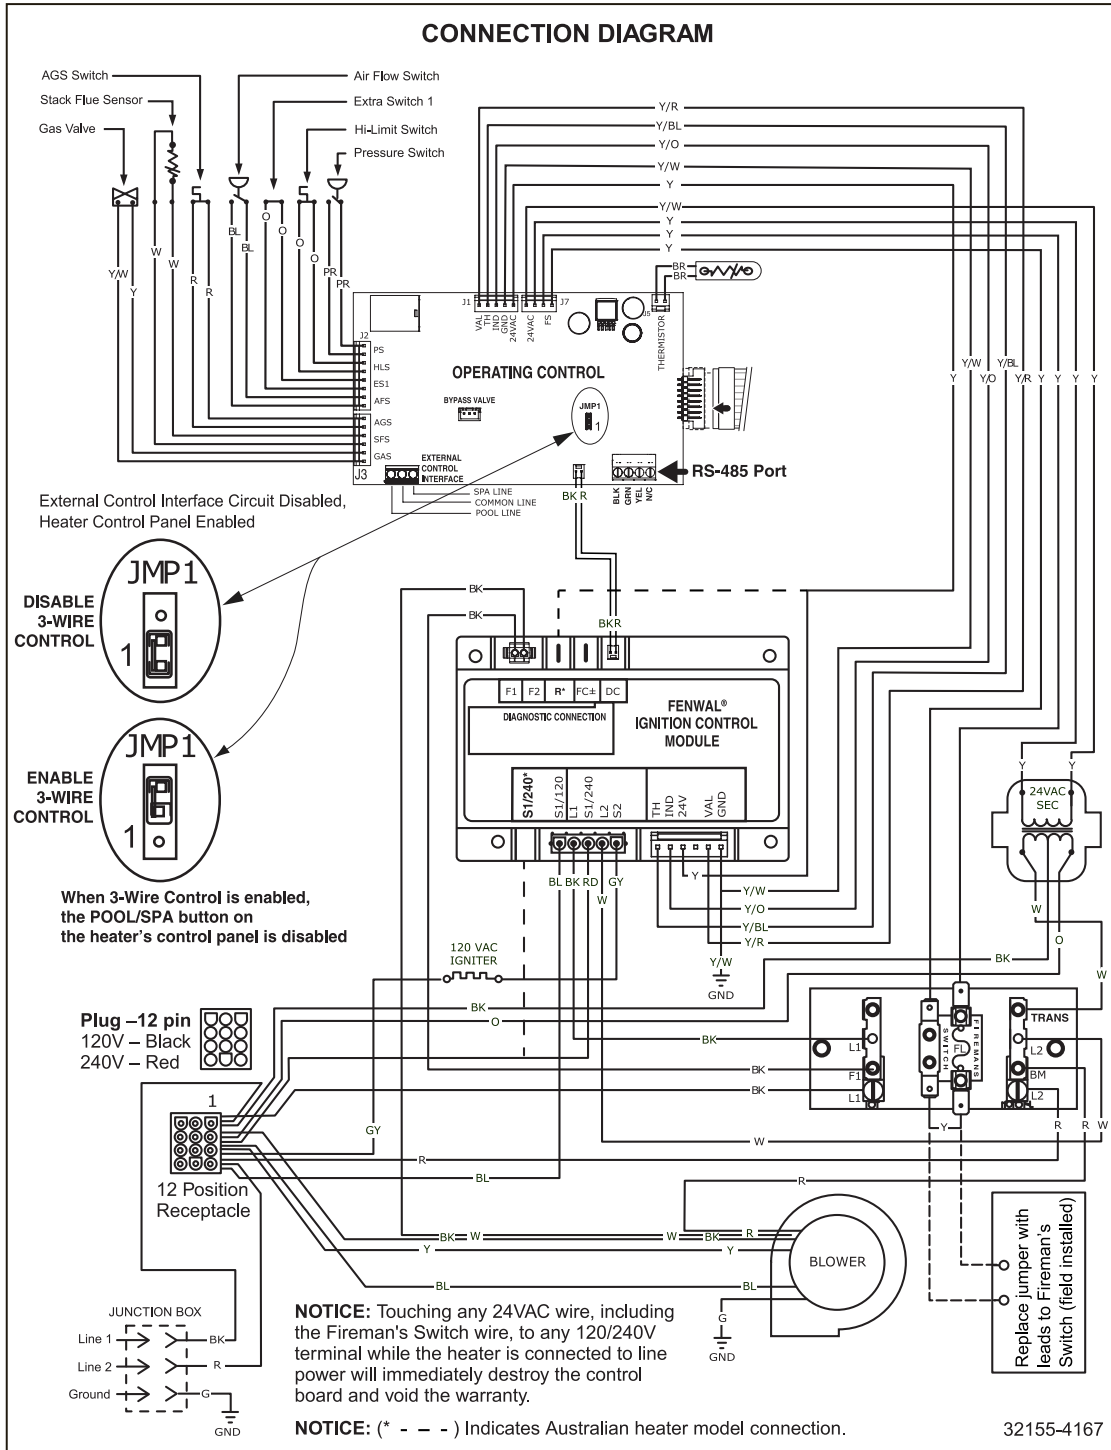 CONNECTION DIAGRAM
AGS Switch
Stack Flue Sensor
Gas Valve
Air Flow Switch
Extra Switch 1
Hi-Limit Switch
Pressure Switch
Y/R
Y/BL
Y/O
Y/W
Y
Y/W
Y
Y
Y
Y/W
Y
W
W
R
R
BL
BL
O
O
O
O
PR
PR
BR
BR
J1
VAL
TH
IND
GND
24VAC
24VAC
FS
J7
J5
THERMISTOR
J2
PS
HLS
ES1
AFS
AGS
SFS
GAS
J3
OPERATING CONTROL
BYPASS VALVE
JMP1
1
EXTERNAL
CONTROL
INTERFACE
SPA LINE
COMMON LINE
POOL LINE
BLK
GRN
YEL
N/C
RS-485 Port
BK R
Y
Y/W
Y/O
Y/BL
Y/R
Y
Y
Y
Y
External Control Interface Circuit Disabled,
Heater Control Panel Enabled
JMP1
1
DISABLE
3-WIRE
CONTROL
JMP1
1
ENABLE
3-WIRE
CONTROL
When 3-Wire Control is enabled,
the POOL/SPA button on
the heater's control panel is disabled
BK
BK
BKR
F1
F2
R*
FC±
DC
DIAGNOSTIC CONNECTION
FENWAL®
IGNITION CONTROL
MODULE
S1/240*
S1/120
L1
S1/240
L2
S2
TH
IND
24V
VAL
GND
BL BK RD
W
GY
Y
Y/W
Y/O
Y/BL
Y/R
Y/W
GND
Y
Y
24VAC
SEC
W
O
W
120 VAC
IGNITER
BK
BK
O
BK
BK
BK
Plug –12 pin
120V – Black
240V – Red
1
12 Position
Receptacle
GY
R
BL
W
L1
F1
L1
SWITCH
FL
FIREMANS
TRANS
L2
BM
L2
Y
R
R
W
R
BK
W
W
BK
R
Y
Y
BL
BL
BLOWER
G
GND
Replace jumper with
leads to Fireman's
Switch (field installed)
JUNCTION BOX
Line 1
Line 2
Ground
BK
R
G
GND
NOTICE: Touching any 24VAC wire, including
the Fireman's Switch wire, to any 120/240V
terminal while the heater is connected to line
power will immediately destroy the control
board and void the warranty.
NOTICE: (* - - - ) Indicates Australian heater model connection.
32155-4167